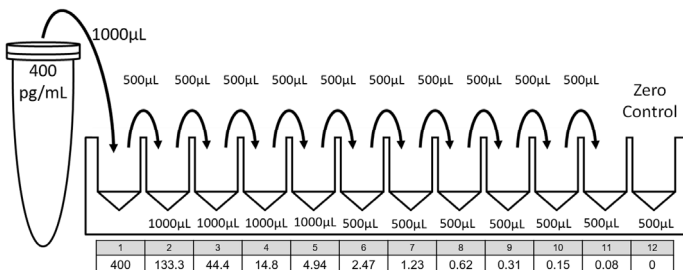 1000µL
400
pg/mL
500µL 500µL 500µL 500µL 500µL 500µL 500µL 500µL 500µL 500µL
Zero
Control
1000µL 1000µL 1000µL 1000µL 500µL 500µL 500µL 500µL 500µL 500µL 500µL
1 2 3 4 5 6 7 8 9 10 11 12
400 133.3 44.4 14.8 4.94 2.47 1.23 0.62 0.31 0.15 0.08 0